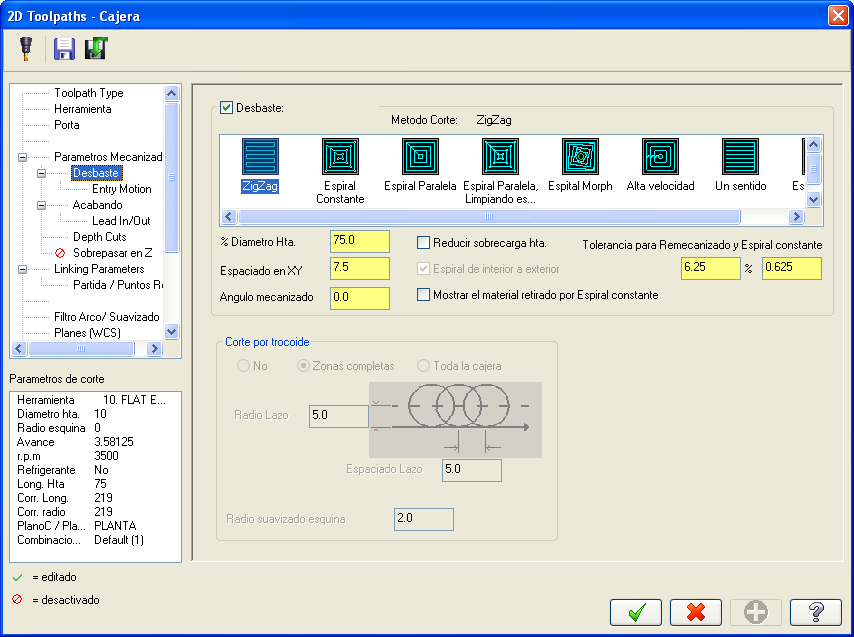 2D Toolpaths - Cajera
Toolpath Type
Herramienta
Porta
Parametros Mecanizad
Desbaste
Entry Motion
Acabando
Lead In/Out
Depth Cuts
Sobrepasar en Z
Linking Parameters
Partida / Puntos R
Filtro Arco/ Suavizado
Planes (WCS)
Parametros de corte
Herramienta 10. FLAT E...
Diametro hta. 10
Radio esquina 0
Avance 3.58125
r.p.m 3500
Refrigerante No
Long. Hta 75
Corr. Long. 219
Corr. radio 219
PlanoC / Pla... PLANTA
Combinacio... Default (1)
= editado
= desactivado
Desbaste:
Metodo Corte: ZigZag
ZigZag
Espiral Constante
Espiral Paralela
Espiral Paralela, Limpiando es...
Espital Morph
Alta velocidad
Un sentido
Es
% Diametro Hta. 75.0
Espaciado en XY 7.5
Angulo mecanizado 0.0
Reducir sobrecarga hta.
Espiral de interior a exterior
Mostrar el material retirado por Espiral constante
Tolerancia para Remecanizado y Espiral constante
6.25 % 0.625
Corte por trocoide
No Zonas completas Toda la cajera
Radio Lazo 5.0
Espaciado Lazo 5.0
Radio suavizado esquina 2.0